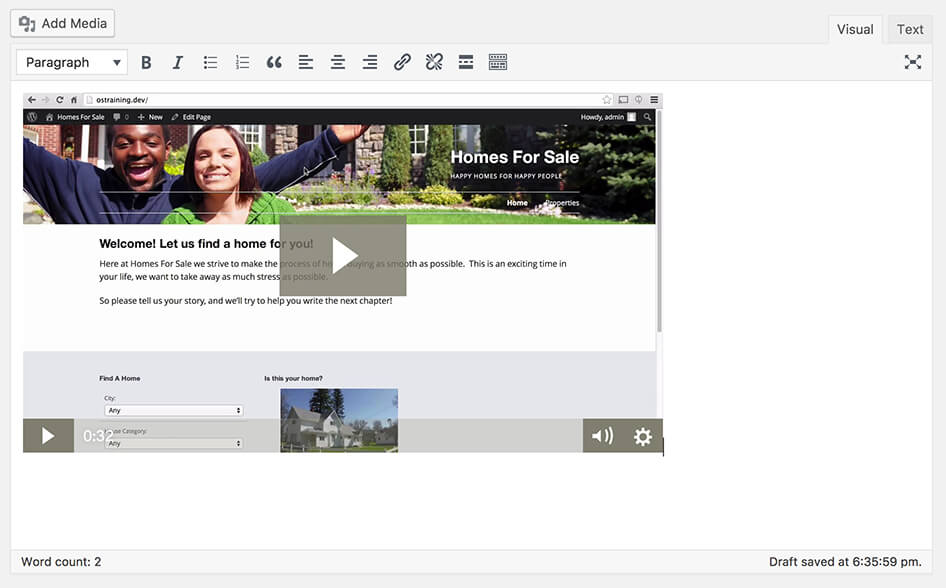 Add Media
Visual Text
Paragraph B I
ostraining.dev/
Homes For Sale 0 New Edit Page Howdy, admin
Homes For Sale
HAPPY HOMES FOR HAPPY PEOPLE
Home Properties
Welcome! Let us find a home for you!
Here at Homes For Sale we strive to make the process of home buying as smooth as possible. This is an exciting time in
your life, we want to take away as much stress as possible.
So please tell us your story, and we'll try to help you write the next chapter!
Find A Home Is this your home?
City:
Any
0:32 House Category:
Any
Word count: 2 Draft saved at 6:35:59 pm.